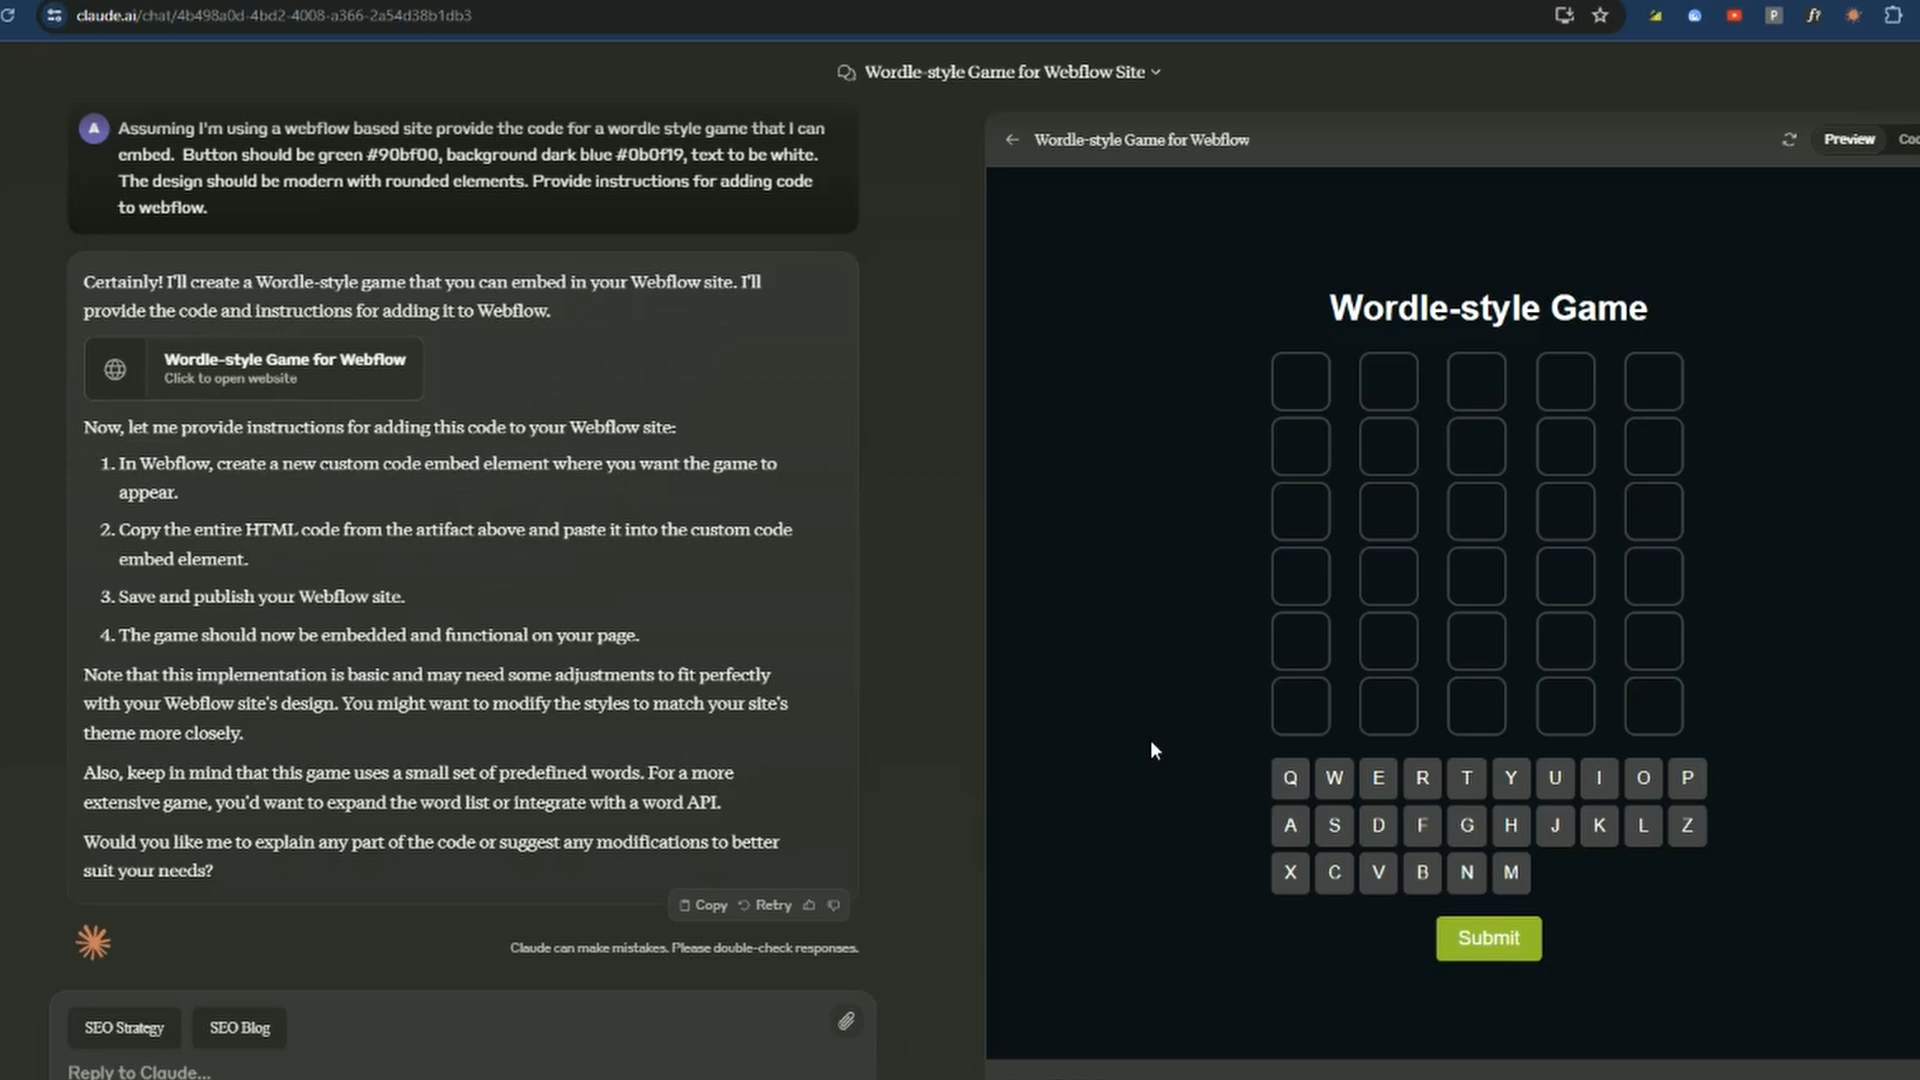 claude.ai/chat/4b498a0d-4bd2-4008-a366-2a54d38b1db3
P
f?
Wordle-style Game for Webflow Site
A
Assuming I'm using a webflow based site provide the code for a wordle style game that I can
embed. Button should be green #90bf00, background dark blue #0b0f19, text to be white.
The design should be modern with rounded elements. Provide instructions for adding code
to webflow.
Certainly! I'll create a Wordle-style game that you can embed in your Webflow site. I'll
provide the code and instructions for adding it to Webflow.
Wordle-style Game for Webflow
Click to open website
Now, let me provide instructions for adding this code to your Webflow site:
1. In Webflow, create a new custom code embed element where you want the game to
appear.
2. Copy the entire HTML code from the artifact above and paste it into the custom code
embed element.
3. Save and publish your Webflow site.
4. The game should now be embedded and functional on your page.
Note that this implementation is basic and may need some adjustments to fit perfectly
with your Webflow site's design. You might want to modify the styles to match your site's
theme more closely.
Also, keep in mind that this game uses a small set of predefined words. For a more
extensive game, you'd want to expand the word list or integrate with a word API.
Would you like me to explain any part of the code or suggest any modifications to better
suit your needs?
Copy Retry
Claude can make mistakes. Please double-check responses.
SEO Strategy SEO Blog
Reply to Claude...
Wordle-style Game for Webflow
Preview
Wordle-style Game
Q W E R T Y U I O P
A S D F G H J K L Z
X C V B N M
Submit